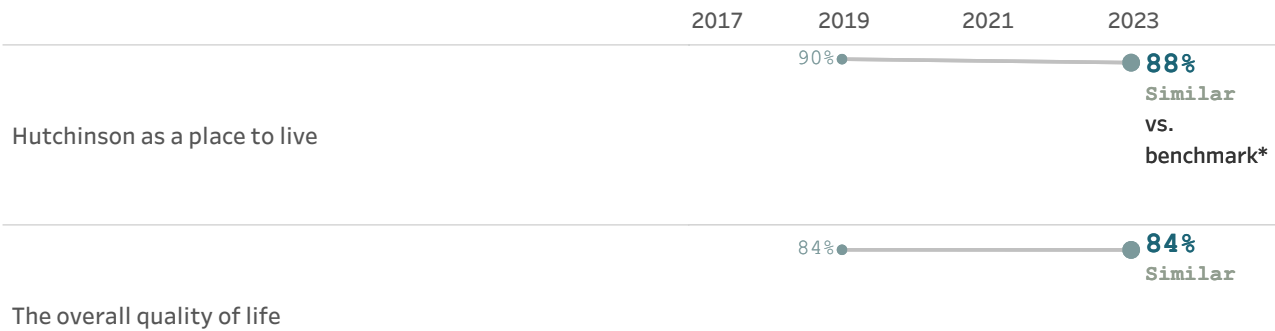 2017 2019 2021 2023
90% 88%
Similar
vs.
Hutchinson as a place to live
benchmark*
84% 84%
Similar
The overall quality of life